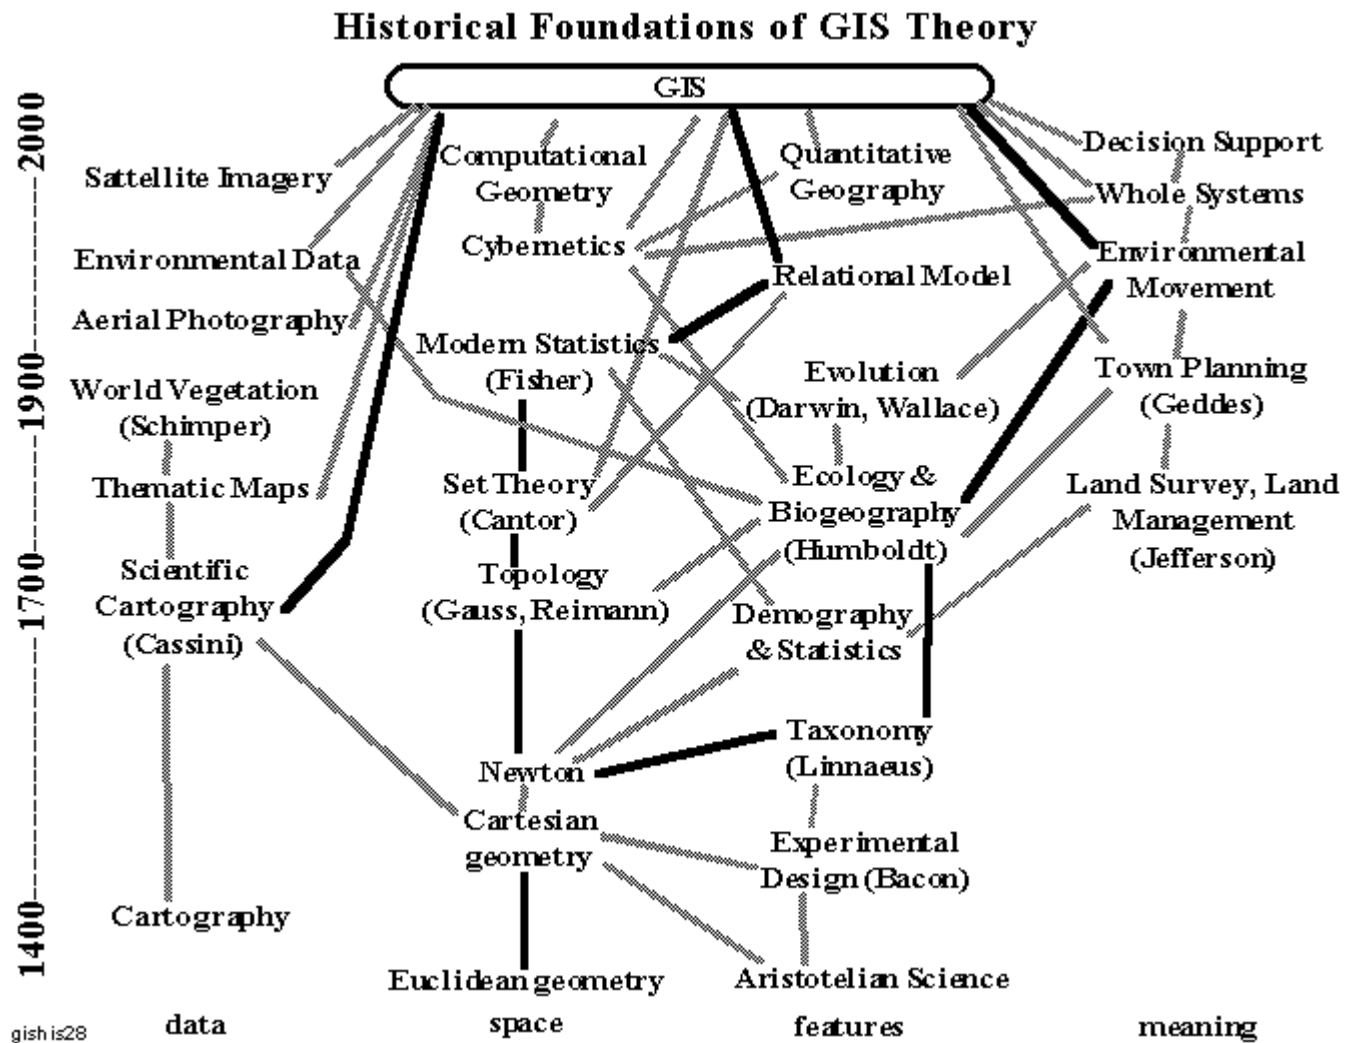 Historical Foundations of GIS Theory
GIS
2000
1900
1700
1400
Sattellite Imagery
Environmental Data
Aerial Photography
World Vegetation
(Schimper)
Thematic Maps
Scientific
Cartography
(Cassini)
Cartography
data
Computational
Geometry
Cybernetics
Modern Statistics
(Fisher)
Set Theory
(Cantor)
Topology
(Gauss, Reimann)
Newton
Cartesian
geometry
Euclidean geometry
space
Quantitative
Geography
Relational Model
Evolution
(Darwin, Wallace)
Ecology &
Biogeography
(Humboldt)
Demography
& Statistics
Taxonomy
(Linnaeus)
Experimental
Design (Bacon)
Aristotelian Science
features
Decision Support
Whole Systems
Environmental
Movement
Town Planning
(Geddes)
Land Survey, Land
Management
(Jefferson)
meaning
gishis28